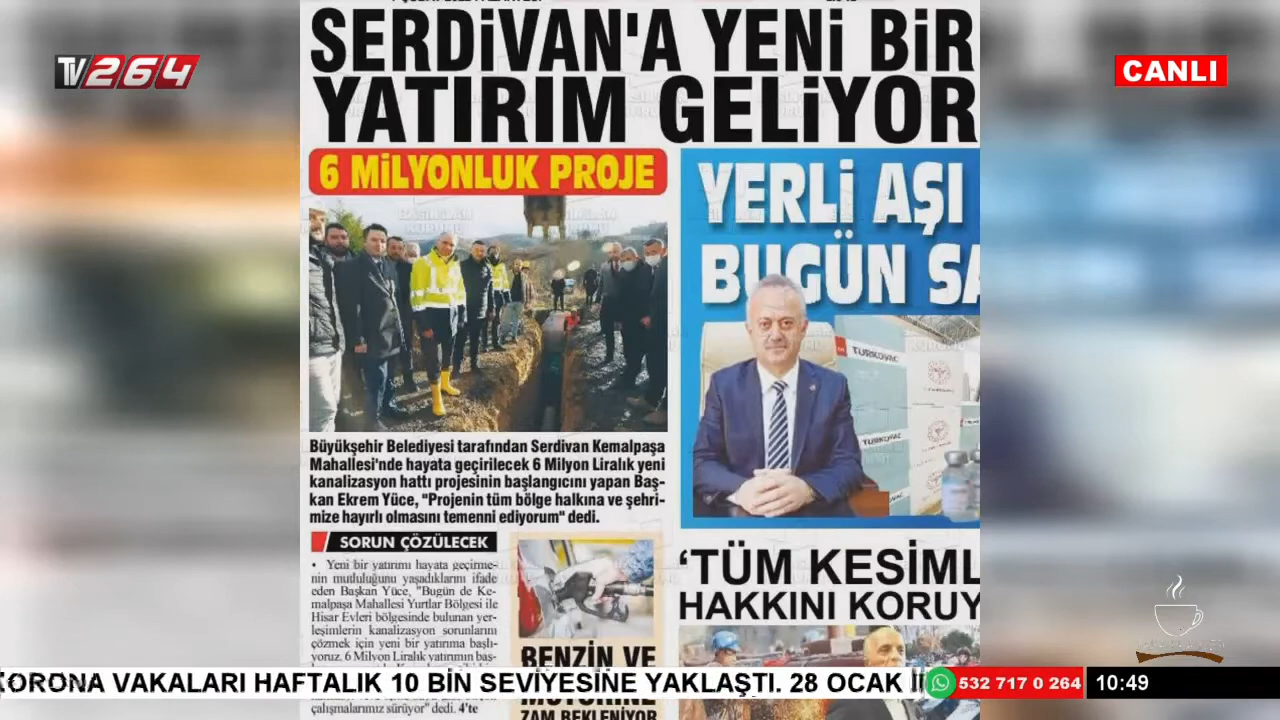 TV264
CANLI
SERDİVAN'A YENİ BİR
YATIRIM GELİYOR
6 MİLYONLUK PROJE
YERLİ AŞI
BUGÜN SA
TURKOVAC
TURKOVAC
Büyükşehir Belediyesi tarafından Serdivan Kemalpaşa
Mahallesi'nde hayata geçirilecek 6 Milyon Liralık yeni
kanalizasyon hattı projesinin başlangıcını yapan Baş-
kan Ekrem Yüce, "Projenin tüm bölge halkına ve şehri-
mize hayırlı olmasını temenni ediyorum" dedi.
SORUN ÇÖZÜLECEK
• Yeni bir yatırımı hayata geçirme-
nin mutluluğunu yaşadıklarını ifade
eden Başkan Yüce, "Bugün de Ke-
malpaşa Mahallesi Yurtlar Bölgesi ile
Hisar Evleri bölgesinde bulunan yer-
leşimlerin kanalizasyon sorunlarını
çözmek için yeni bir yatırıma başlı-
yoruz. 6 Milyon Liralık yatırımın baş-
çalışmalarımız sürüyor" dedi. 4'te
BENZİN VE
MOTORİNE
ZAM BEKLENİYOR
'TÜM KESİML
HAKKINI KORUY
KORONA VAKALARI HAFTALIK 10 BİN SEVİYESİNE YAKLAŞTI. 28 OCAK
532 717 0 264
10:49